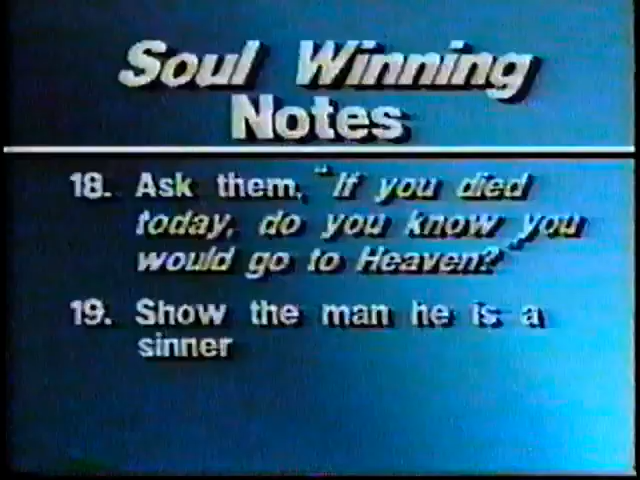 Soul Winning
Notes
18. Ask them, "If you died
today, do you know you
would go to Heaven?"
19. Show the man he is a
sinner